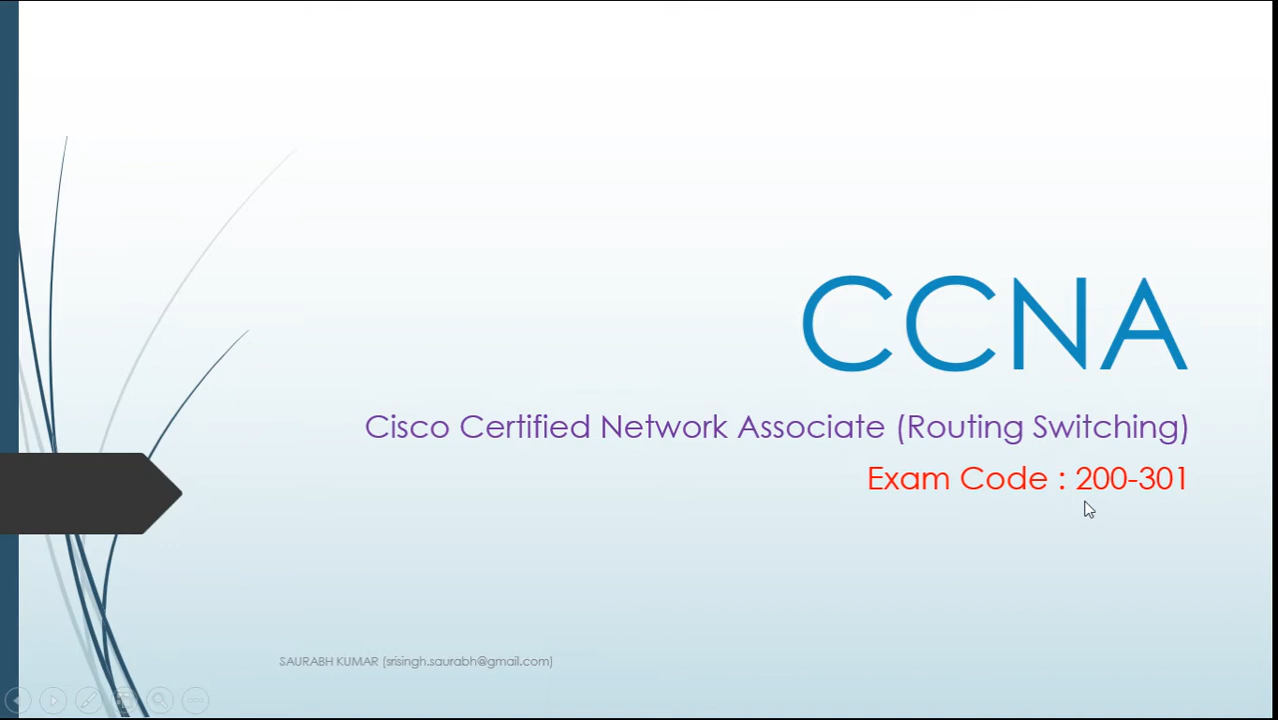 CCNA
Cisco Certified Network Associate (Routing Switching)
Exam Code : 200-301
SAURABH KUMAR (srisingh.saurabh@gmail.com)